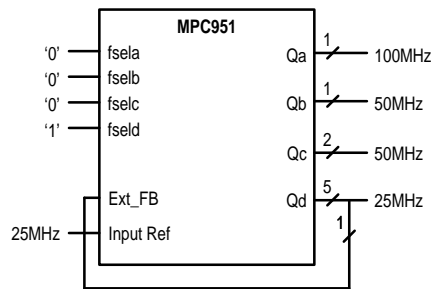 MPC951
'0' fsela Qa 1 100MHz
'0' fselb Qb 1 50MHz
'0' fselc Qc 2 50MHz
'1' fseld
Ext_FB Qd 5 25MHz
25MHz Input Ref 1